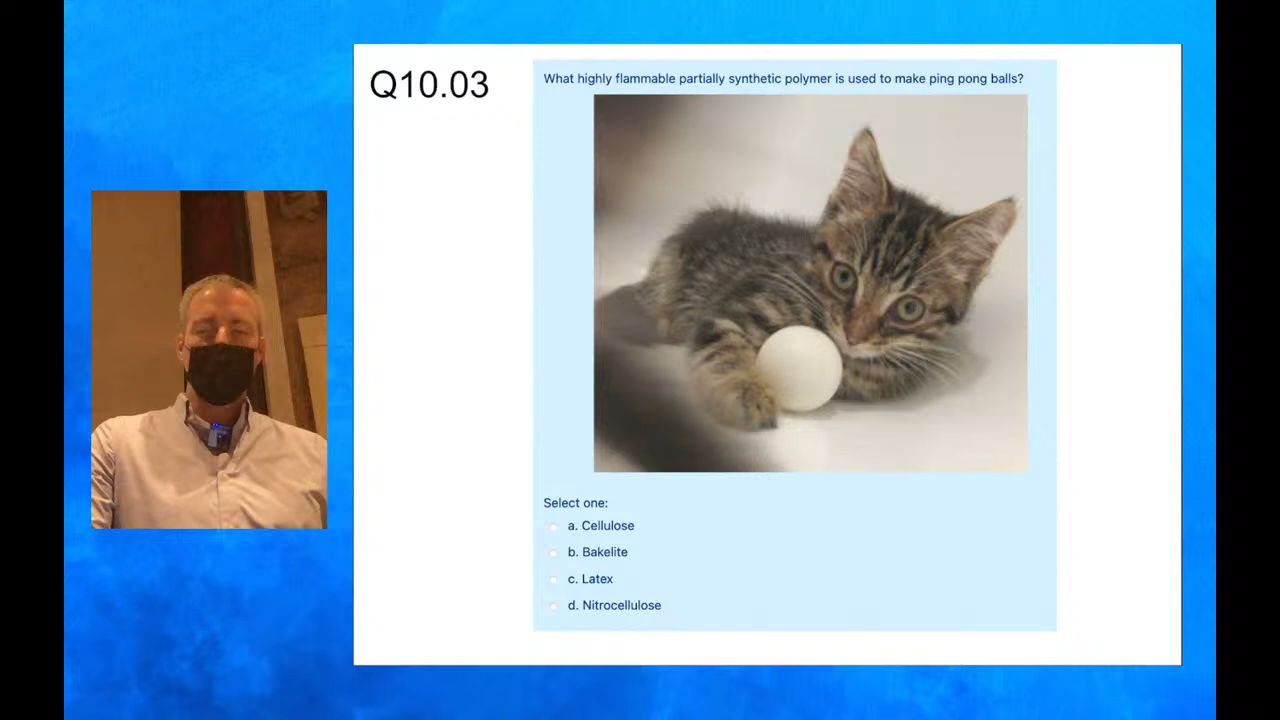 Q10.03
What highly flammable partially synthetic polymer is used to make ping pong balls?
Select one:
a. Cellulose
b. Bakelite
c. Latex
d. Nitrocellulose